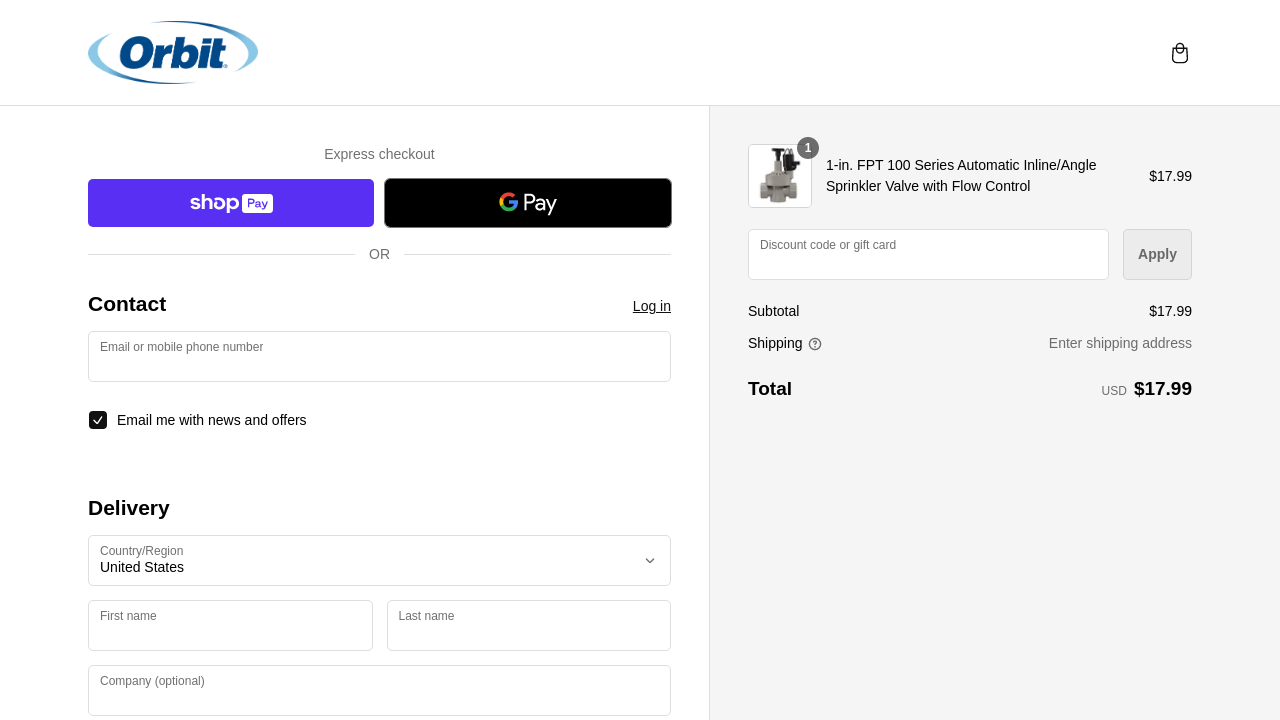 Orbit
Express checkout
shop Pay
G Pay
OR
Contact
Log in
Email or mobile phone number
Email me with news and offers
Delivery
Country/Region
United States
First name
Last name
Company (optional)
1
1-in. FPT 100 Series Automatic Inline/Angle
Sprinkler Valve with Flow Control
$17.99
Discount code or gift card
Apply
Subtotal
$17.99
Shipping
Enter shipping address
Total
USD $17.99